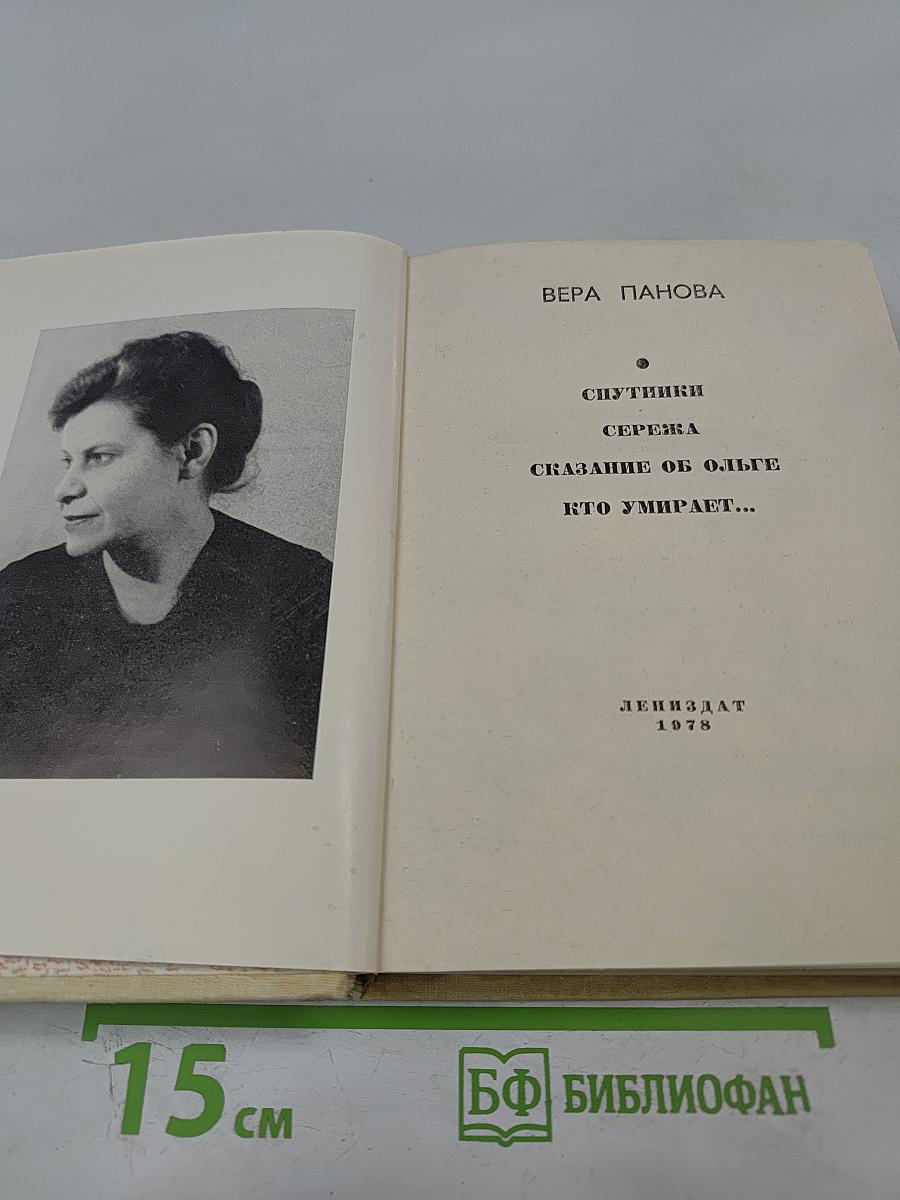 ВЕРА ПАНОВА
СПУТНИКИ
СЕРЕЖА
СКАЗАНИЕ ОБ ОЛЬГЕ
КТО УМИРАЕТ...
ЛЕНИЗДАТ
1978
15 см
БФ БИБЛИОФАН